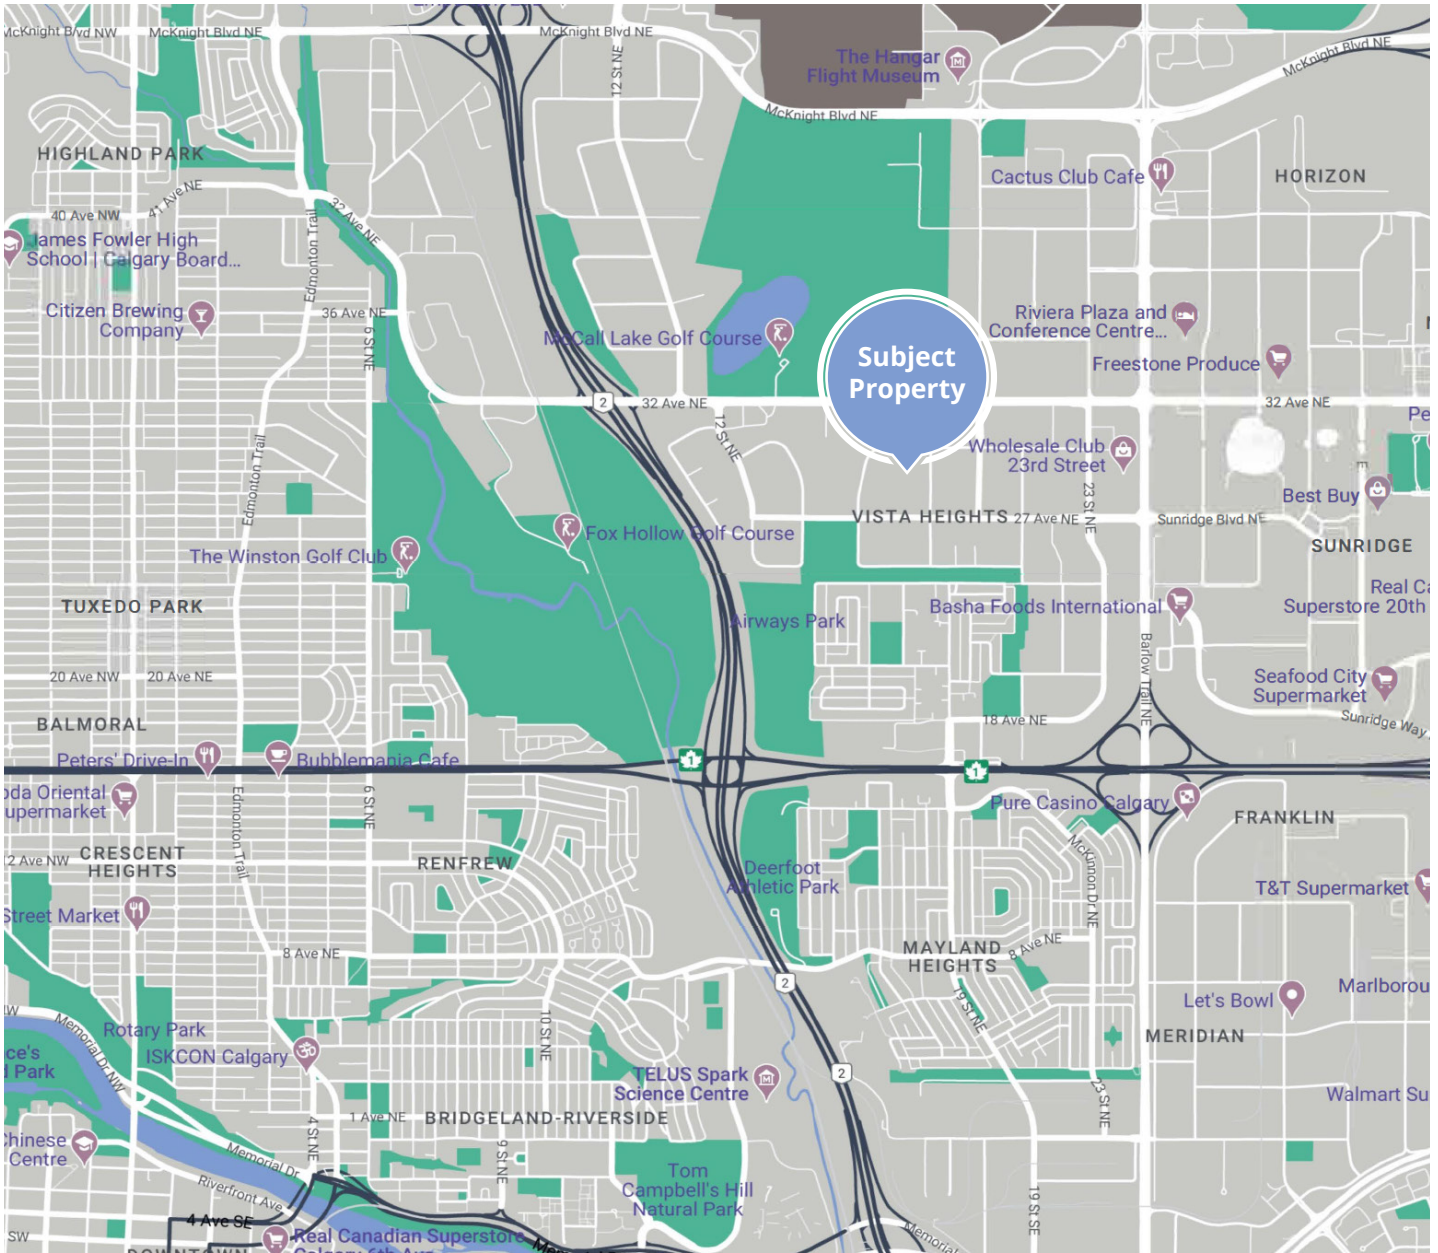 McKnight Blvd NW
McKnight Blvd NE
McKnight Blvd NE
McKnight Blvd NE
McKnight Blvd NE
12 St NE
The Hangar
Flight Museum
HIGHLAND PARK
Cactus Club Cafe
HORIZON
40 Ave NW
41 Ave NE
32 Ave NE
Edmonton Trail
James Fowler High
School | Calgary Board...
Citizen Brewing
Company
36 Ave NE
6 St NE
McCall Lake Golf Course
Riviera Plaza and
Conference Centre...
Freestone Produce
Subject
Property
2
32 Ave NE
32 Ave NE
Pe
12 St NE
Edmonton Trail
Wholesale Club
23rd Street
23 St NE
E
Best Buy
VISTA HEIGHTS
27 Ave NE
Sunridge Blvd NE
SUNRIDGE
Fox Hollow Golf Course
The Winston Golf Club
TUXEDO PARK
Airways Park
Basha Foods International
Real Ca
Superstore 20th
Barlow Trail NE
20 Ave NW
20 Ave NE
Seafood City
Supermarket
BALMORAL
18 Ave NE
Sunridge Way
Peters' Drive-In
Bubblemania Cafe
1
1
oda Oriental
upermarket
Edmonton Trail
6 St NE
Pure Casino Calgary
FRANKLIN
2 Ave NW
CRESCENT
HEIGHTS
RENFREW
Deerfoot
Athletic Park
McKinnon Dr NE
T&T Supermarket
Street Market
8 Ave NE
MAYLAND
HEIGHTS
8 Ave NE
2
19 St NE
Let's Bowl
Marlborou
NW
Memorial Dr NW
Rotary Park
ISKCON Calgary
10 St NE
MERIDIAN
ce's
d Park
TELUS Spark
Science Centre
2
23 St NE
Walmart Su
1 Ave NE
BRIDGELAND-RIVERSIDE
4 St NE
9 St NE
Chinese
Centre
Memorial Dr
Riverfront Ave
Tom
Campbell's Hill
Natural Park
19 St SE
4 Ave SE
SW
Real Canadian Superstore
Memorial
DOWNTOWN